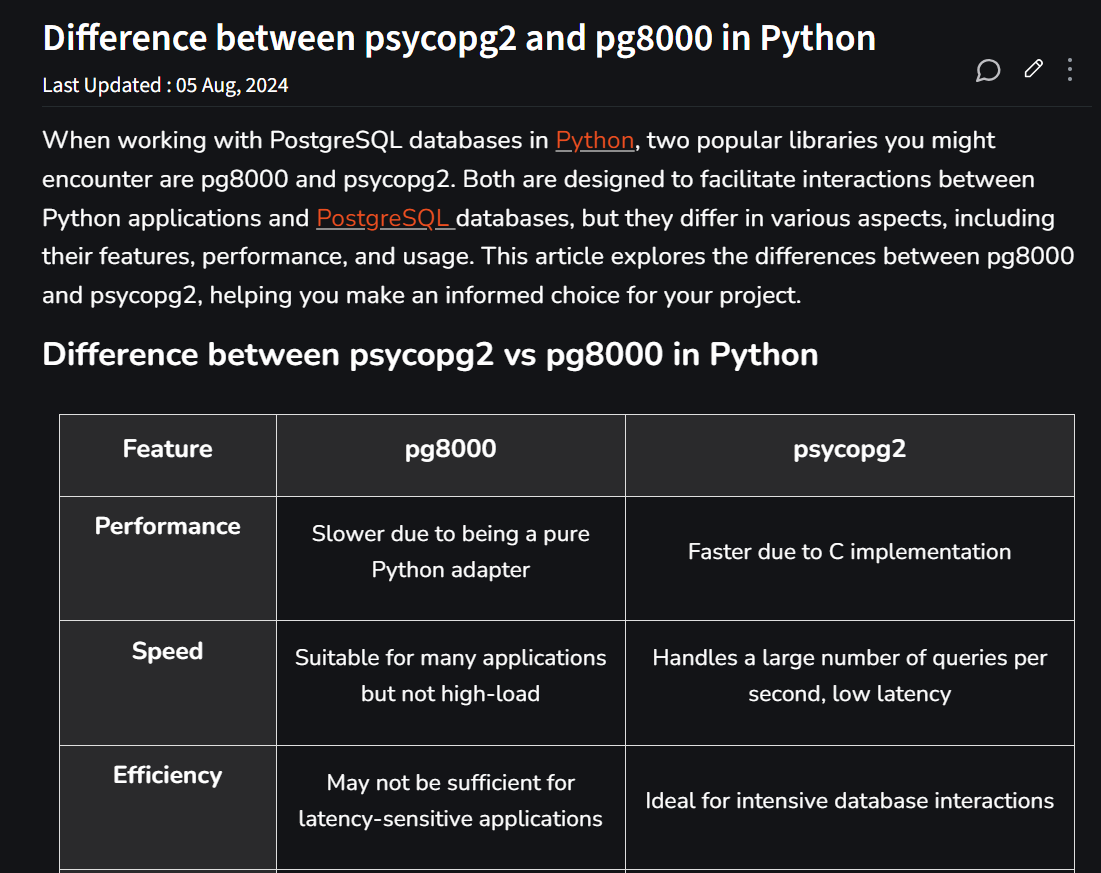 Difference between psycopg2 and pg8000 in Python
Last Updated : 05 Aug, 2024
When working with PostgreSQL databases in Python, two popular libraries you might
encounter are pg8000 and psycopg2. Both are designed to facilitate interactions between
Python applications and PostgreSQL databases, but they differ in various aspects, including
their features, performance, and usage. This article explores the differences between pg8000
and psycopg2, helping you make an informed choice for your project.
Difference between psycopg2 vs pg8000 in Python
Feature
pg8000
psycopg2
Performance
Slower due to being a pure
Python adapter
Faster due to C implementation
Speed
Suitable for many applications
but not high-load
Handles a large number of queries per
second, low latency
Efficiency
May not be sufficient for
latency-sensitive applications
Ideal for intensive database interactions